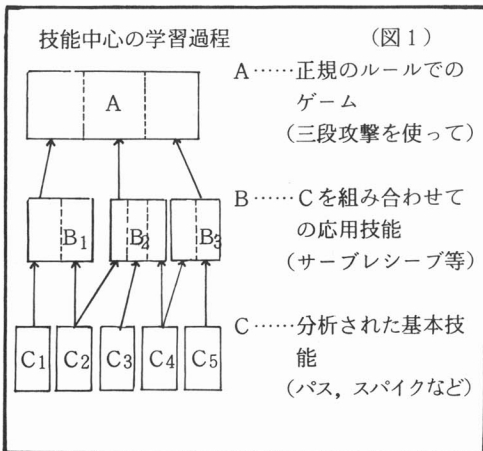 技能中心の学習過程
（図１）
A
A……正規のルールでの
ゲーム
（三段攻撃を使って）
B1 B2 B3
B……Cを組み合わせて
の応用技能
（サーブレシーブ等）
C1 C2 C3 C4 C5
C……分析された基本技
能
（パス，スパイクなど）